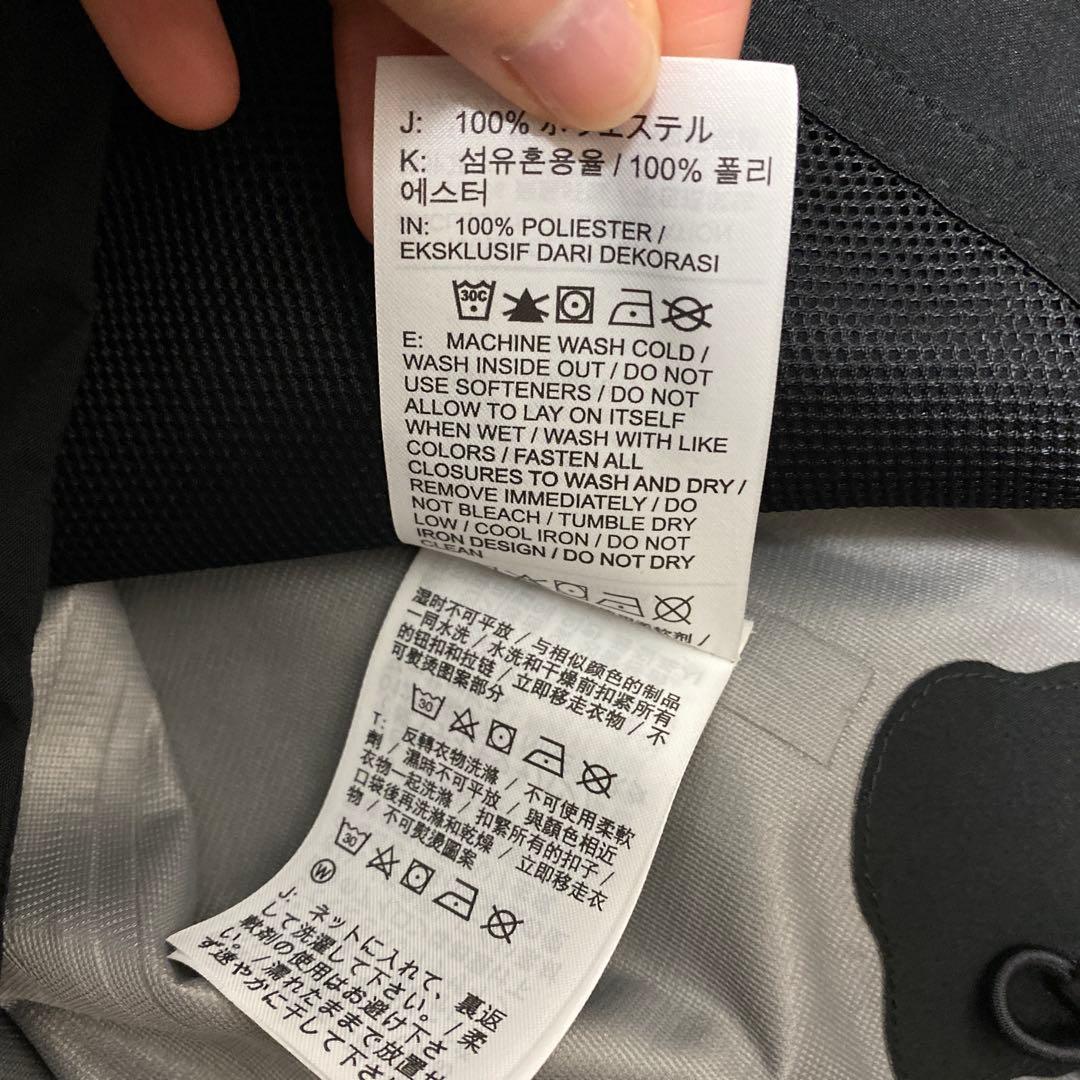 J: 100% ポリエステル
K: 섬유혼용율 / 100% 폴리
에스터
IN: 100% POLIESTER /
EKSKLUSIF DARI DEKORASI
30C
E: MACHINE WASH COLD /
WASH INSIDE OUT / DO NOT
USE SOFTENERS / DO NOT
ALLOW TO LAY ON ITSELF
WHEN WET / WASH WITH LIKE
COLORS / FASTEN ALL
CLOSURES TO WASH AND DRY /
REMOVE IMMEDIATELY / DO
NOT BLEACH / TUMBLE DRY
LOW / COOL IRON / DO NOT
IRON DESIGN / DO NOT DRY
CLEAN
湿时不可平放 / 与相似颜色的制品
一同水洗 / 水洗和干燥前扣紧所有
的钮扣和拉链 / 立即移走衣物 / 不
可熨烫图案部分
30
T: 反轉衣物洗滌 / 不可使用柔軟
劑 / 濕時不可平放 / 與顏色相近
衣物一起洗滌 / 扣緊所有的扣子 /
口袋後再洗滌和乾燥 / 立即移走衣
物 / 不可熨燙圖案
30
W
J: ネットに入れて、裏返
して洗濯して下さい。 / 柔
軟剤の使用はお避け下さ
い。 / 濡れたままで放置せ
ず速やかに干して下さ